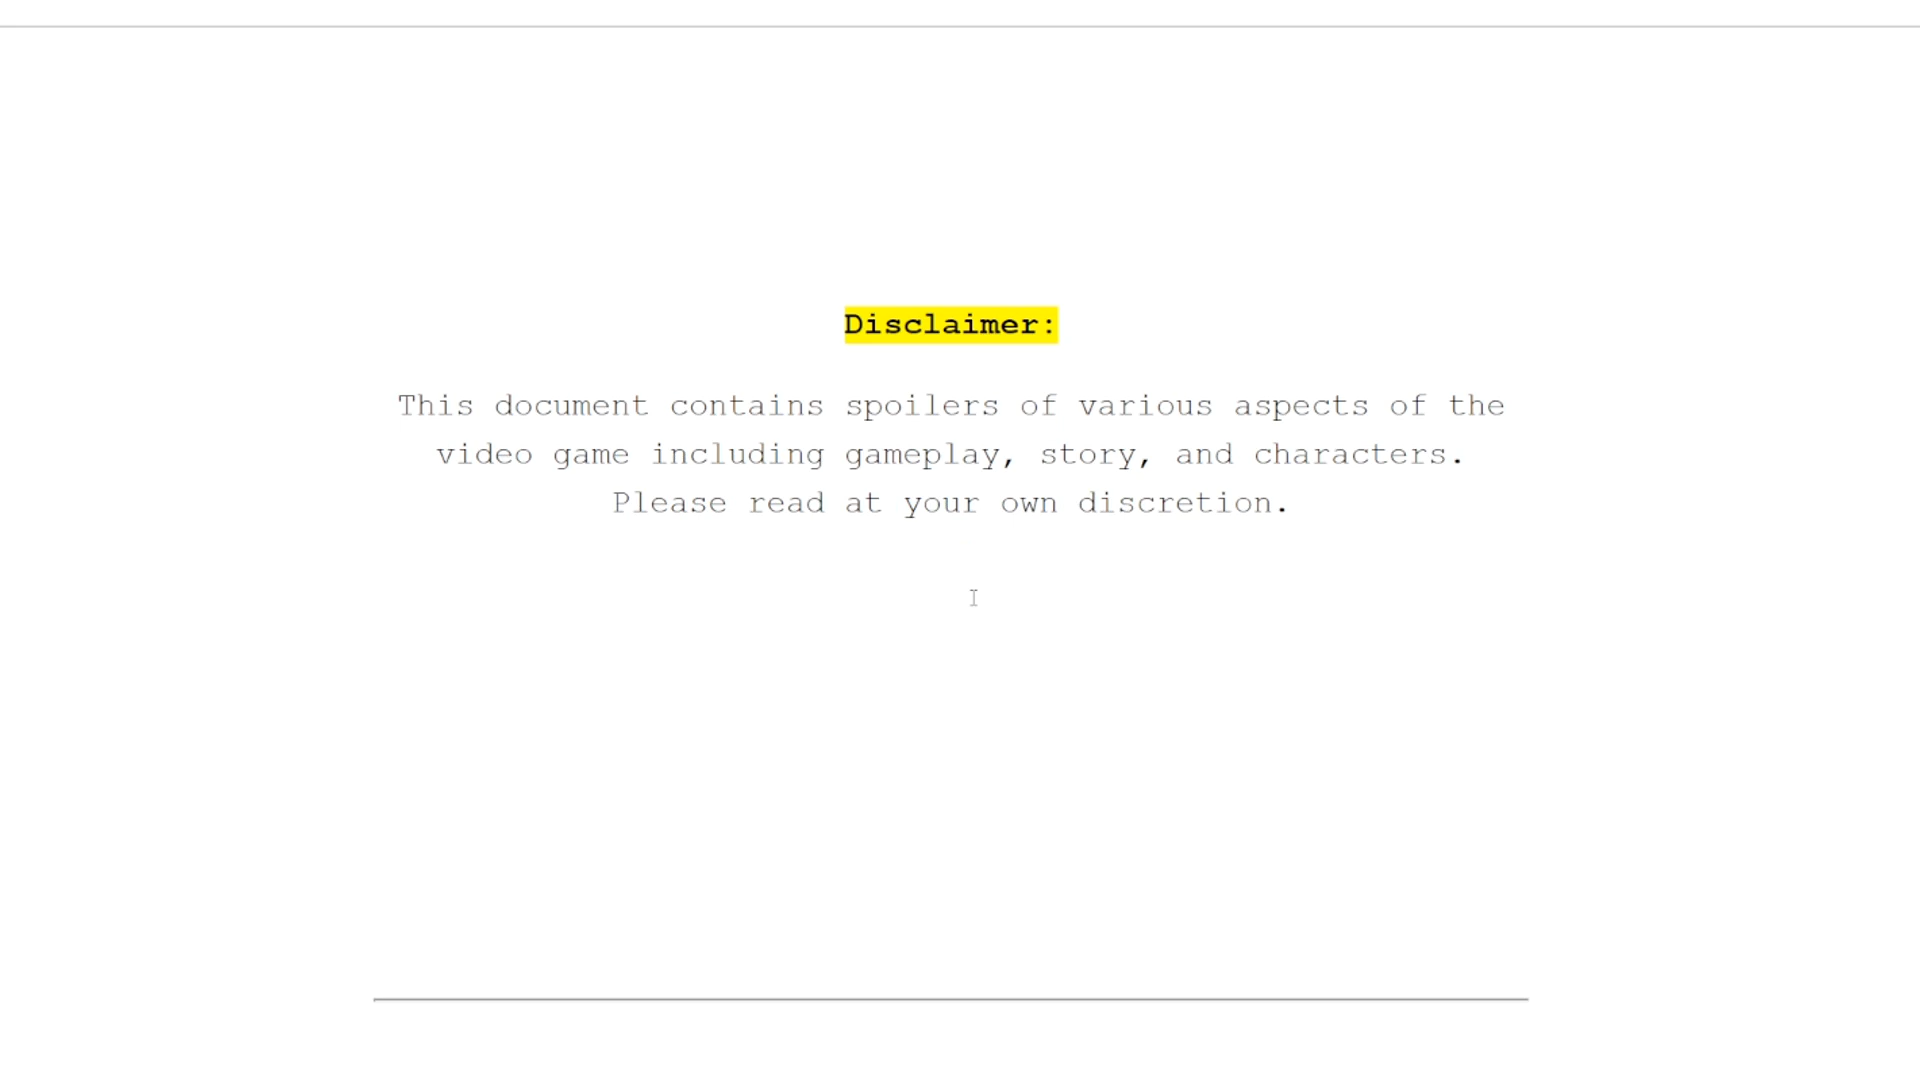 Disclaimer:
This document contains spoilers of various aspects of the
video game including gameplay, story, and characters.
Please read at your own discretion.